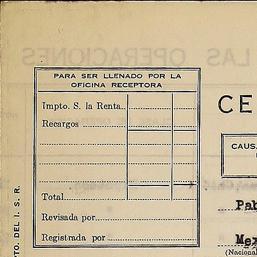 PARA SER LLENADO POR LA
OFICINA RECEPTORA
Impto. S. la Renta..
Recargos
Total
Revisada por
Registrada por
CE
CAUS
Pab
Mex
(Nacional
TO. DEL I. S. R.
LAS OPERACIONES